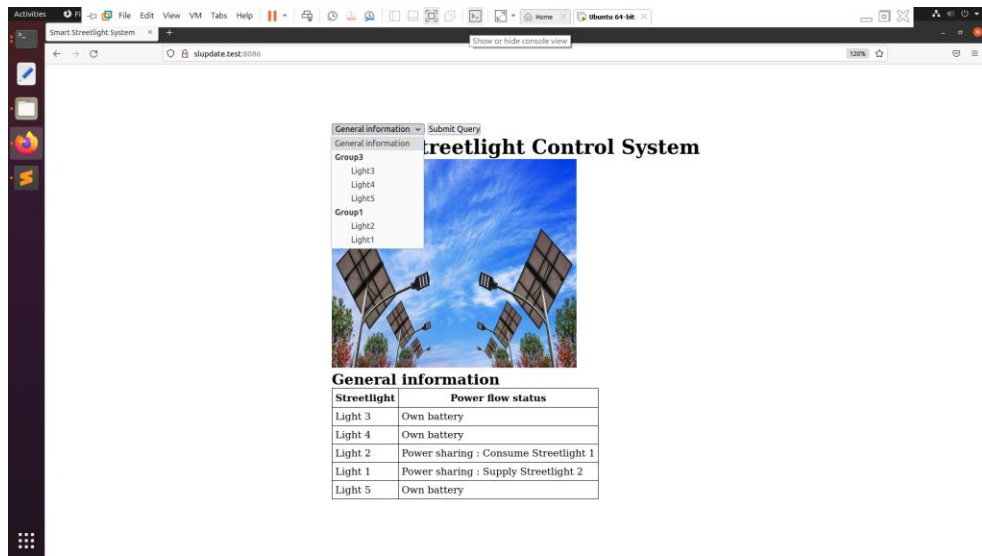 Activities Fi File Edit View VM Tabs Help Home Ubuntu 64-bit
Smart Streetlight System
Show or hide console view
slupdate.test:8086 120%
General information Submit Query
General information
treetlight Control System
Group3
Light3
Light4
Light5
Group1
Light2
Light1
General information
Streetlight Power flow status
Light 3 Own battery
Light 4 Own battery
Light 2 Power sharing : Consume Streetlight 1
Light 1 Power sharing : Supply Streetlight 2
Light 5 Own battery